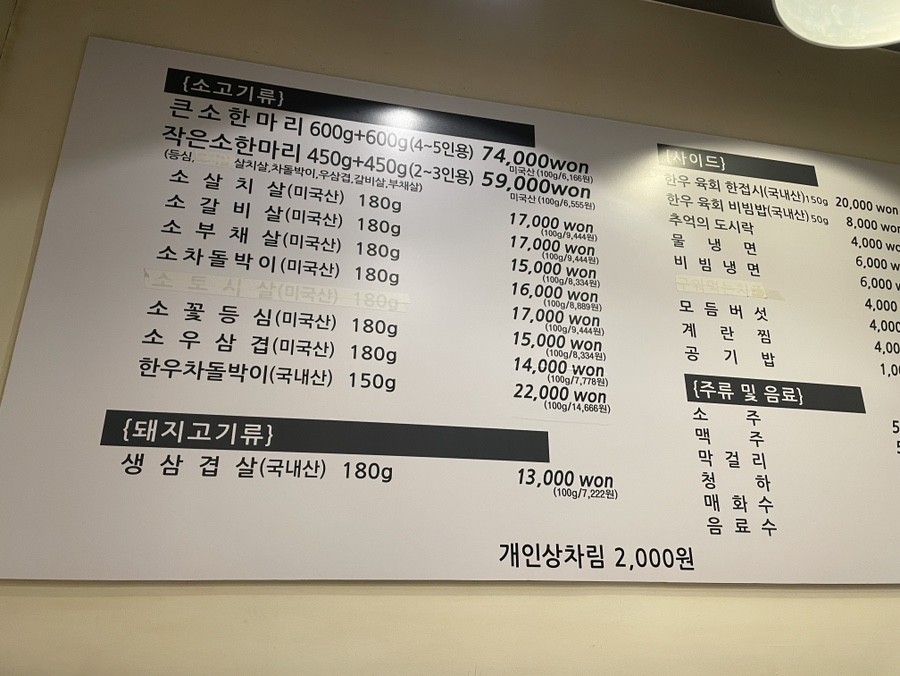 {소고기류}
큰소한마리 600g+600g(4~5인용) 74,000won
미국산 (100g/6,166원)
작은소한마리 450g+450g(2~3인용) 59,000won
미국산 (100g/6,555원)
(등심, 살치살,차돌박이,우삼겹,갈비살,부채살)
소살치살(미국산) 180g 17,000 won
(100g/9,444원)
소갈비살(미국산) 180g 17,000 won
(100g/9,444원)
소부채살(미국산) 180g 15,000 won
(100g/8,334원)
소차돌박이(미국산) 180g 16,000 won
(100g/8,889원)
소토시살(미국산) 180g 17,000 won
(100g/9,444원)
소꽃등심(미국산) 180g 15,000 won
(100g/8,334원)
소우삼겹(미국산) 180g 14,000 won
(100g/7,778원)
한우차돌박이(국내산) 150g 22,000 won
(100g/14,666원)
{돼지고기류}
생삼겹살(국내산) 180g 13,000 won
(100g/7,222원)
개인상차림 2,000원
{사이드}
한우 육회 한접시(국내산)150g 20,000 won
한우 육회 비빔밥(국내산)50g 8,000 won
추억의 도시락 4,000 wo
물냉면 6,000 w
비빔냉면 6,000 w
4,000
모듬버섯 4,000
계란찜 4,00
공기밥 1,0
{주류 및 음료}
소주 5
맥주 5
막걸리
청하
매화수
음료수